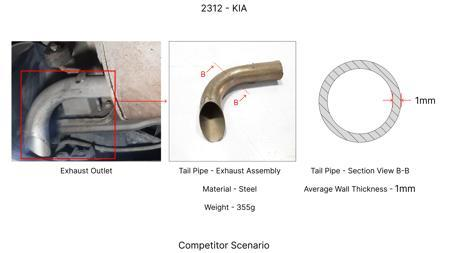 2312 - KIA
B
B
1mm
Exhaust Outlet
Tail Pipe - Exhaust Assembly
Material - Steel
Weight - 355g
Tail Pipe - Section View B-B
Average Wall Thickness - 1mm
Competitor Scenario